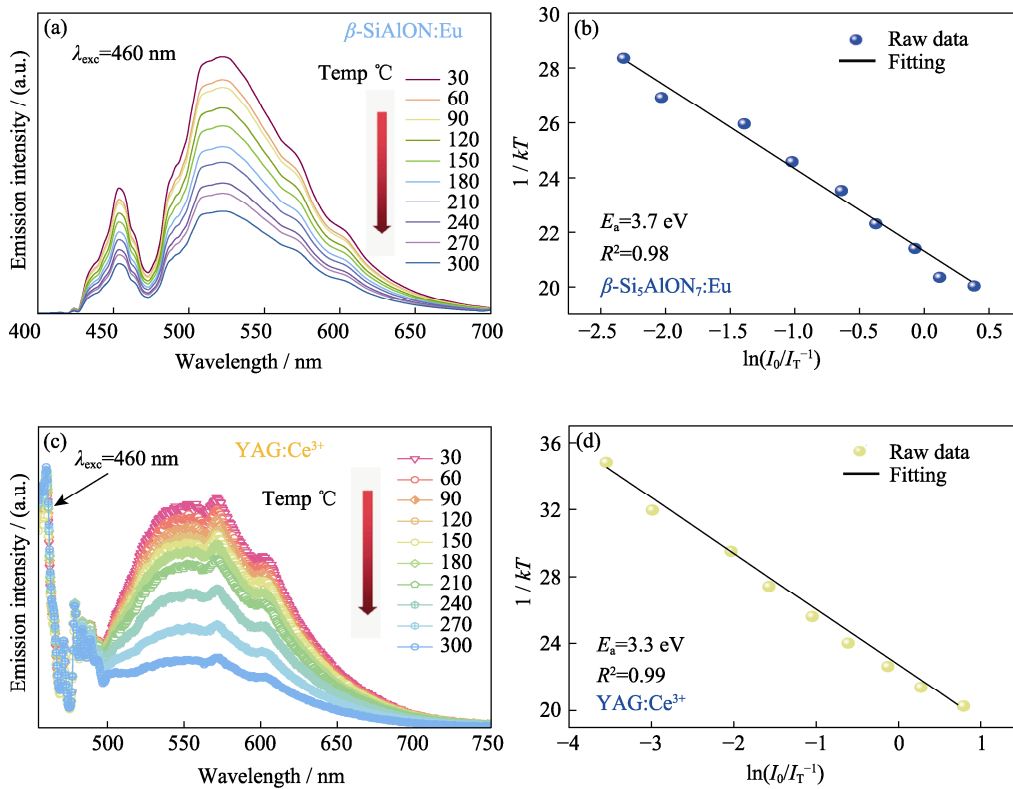 (a)
β-SiAlON:Eu
λexc=460 nm
Temp ℃
30
60
90
120
150
180
210
240
270
300
Emission intensity / (a.u.)
400 450 500 550 600 650 700
Wavelength / nm
(b)
Raw data
Fitting
1 / kT
30
28
26
24
22
20
Ea=3.7 eV
R²=0.98
β-Si₅AlON₇:Eu
−2.5 −2.0 −1.5 −1.0 −0.5 0.0 0.5
ln(I₀/IT⁻¹)
(c)
YAG:Ce³⁺
λexc=460 nm
Temp ℃
30
60
90
120
150
180
210
240
270
300
Emission intensity / (a.u.)
500 550 600 650 700 750
Wavelength / nm
(d)
Raw data
Fitting
1 / kT
36
32
28
24
20
Ea=3.3 eV
R²=0.99
YAG:Ce³⁺
−4 −3 −2 −1 0 1
ln(I₀/IT⁻¹)